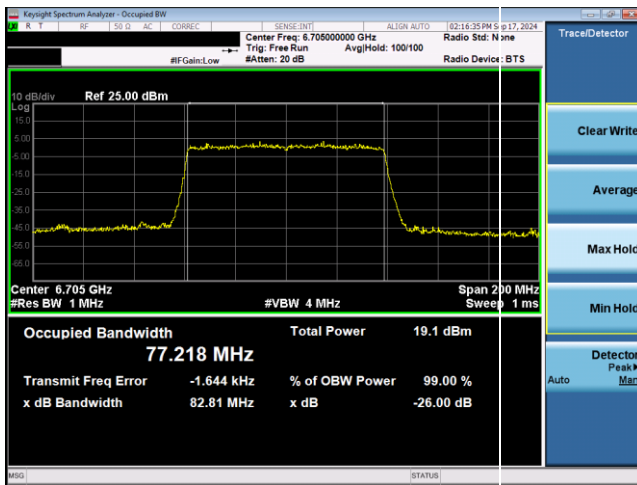 Keysight Spectrum Analyzer - Occupied BW
R T RF 50 Ω AC CORREC SENSE:INT ALIGN AUTO 02:16:35 PM Sep 17, 2024
Center Freq: 6.705000000 GHz Radio Std: None
Trig: Free Run Avg|Hold: 100/100
#IFGain:Low #Atten: 20 dB Radio Device: BTS
10 dB/div Ref 25.00 dBm
Log
15.0
5.00
-5.00
-15.0
-25.0
-35.0
-45.0
-55.0
-65.0
Center 6.705 GHz Span 200 MHz
#Res BW 1 MHz #VBW 4 MHz Sweep 1 ms
Occupied Bandwidth Total Power 19.1 dBm
77.218 MHz
Transmit Freq Error -1.644 kHz % of OBW Power 99.00 %
x dB Bandwidth 82.81 MHz x dB -26.00 dB
MSG STATUS
Trace/Detector
Clear Write
Average
Max Hold
Min Hold
Detector
Peak
Auto Man